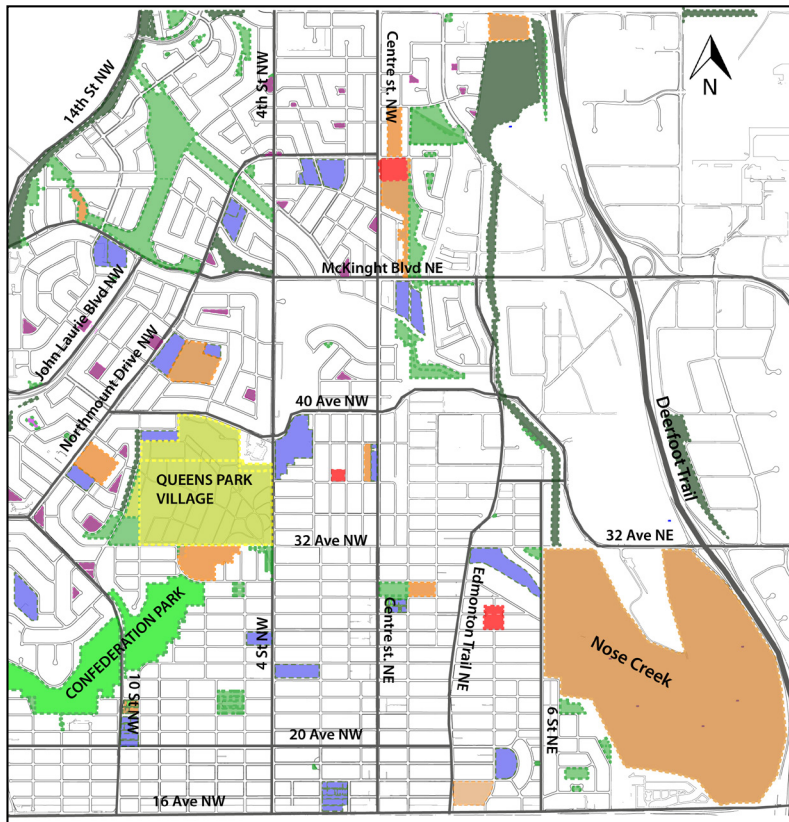 14th St NW
4th St NW
Centre st. NW
N
McKinght Blvd NE
John Laurie Blvd NW
Northmount Drive NW
40 Ave NW
Deerfoot Trail
QUEENS PARK
VILLAGE
32 Ave NW
32 Ave NE
CONFEDERATION PARK
4 St NW
Centre st. NE
Edmonton Trail NE
Nose Creek
10 St NW
6 St NE
20 Ave NW
16 Ave NW